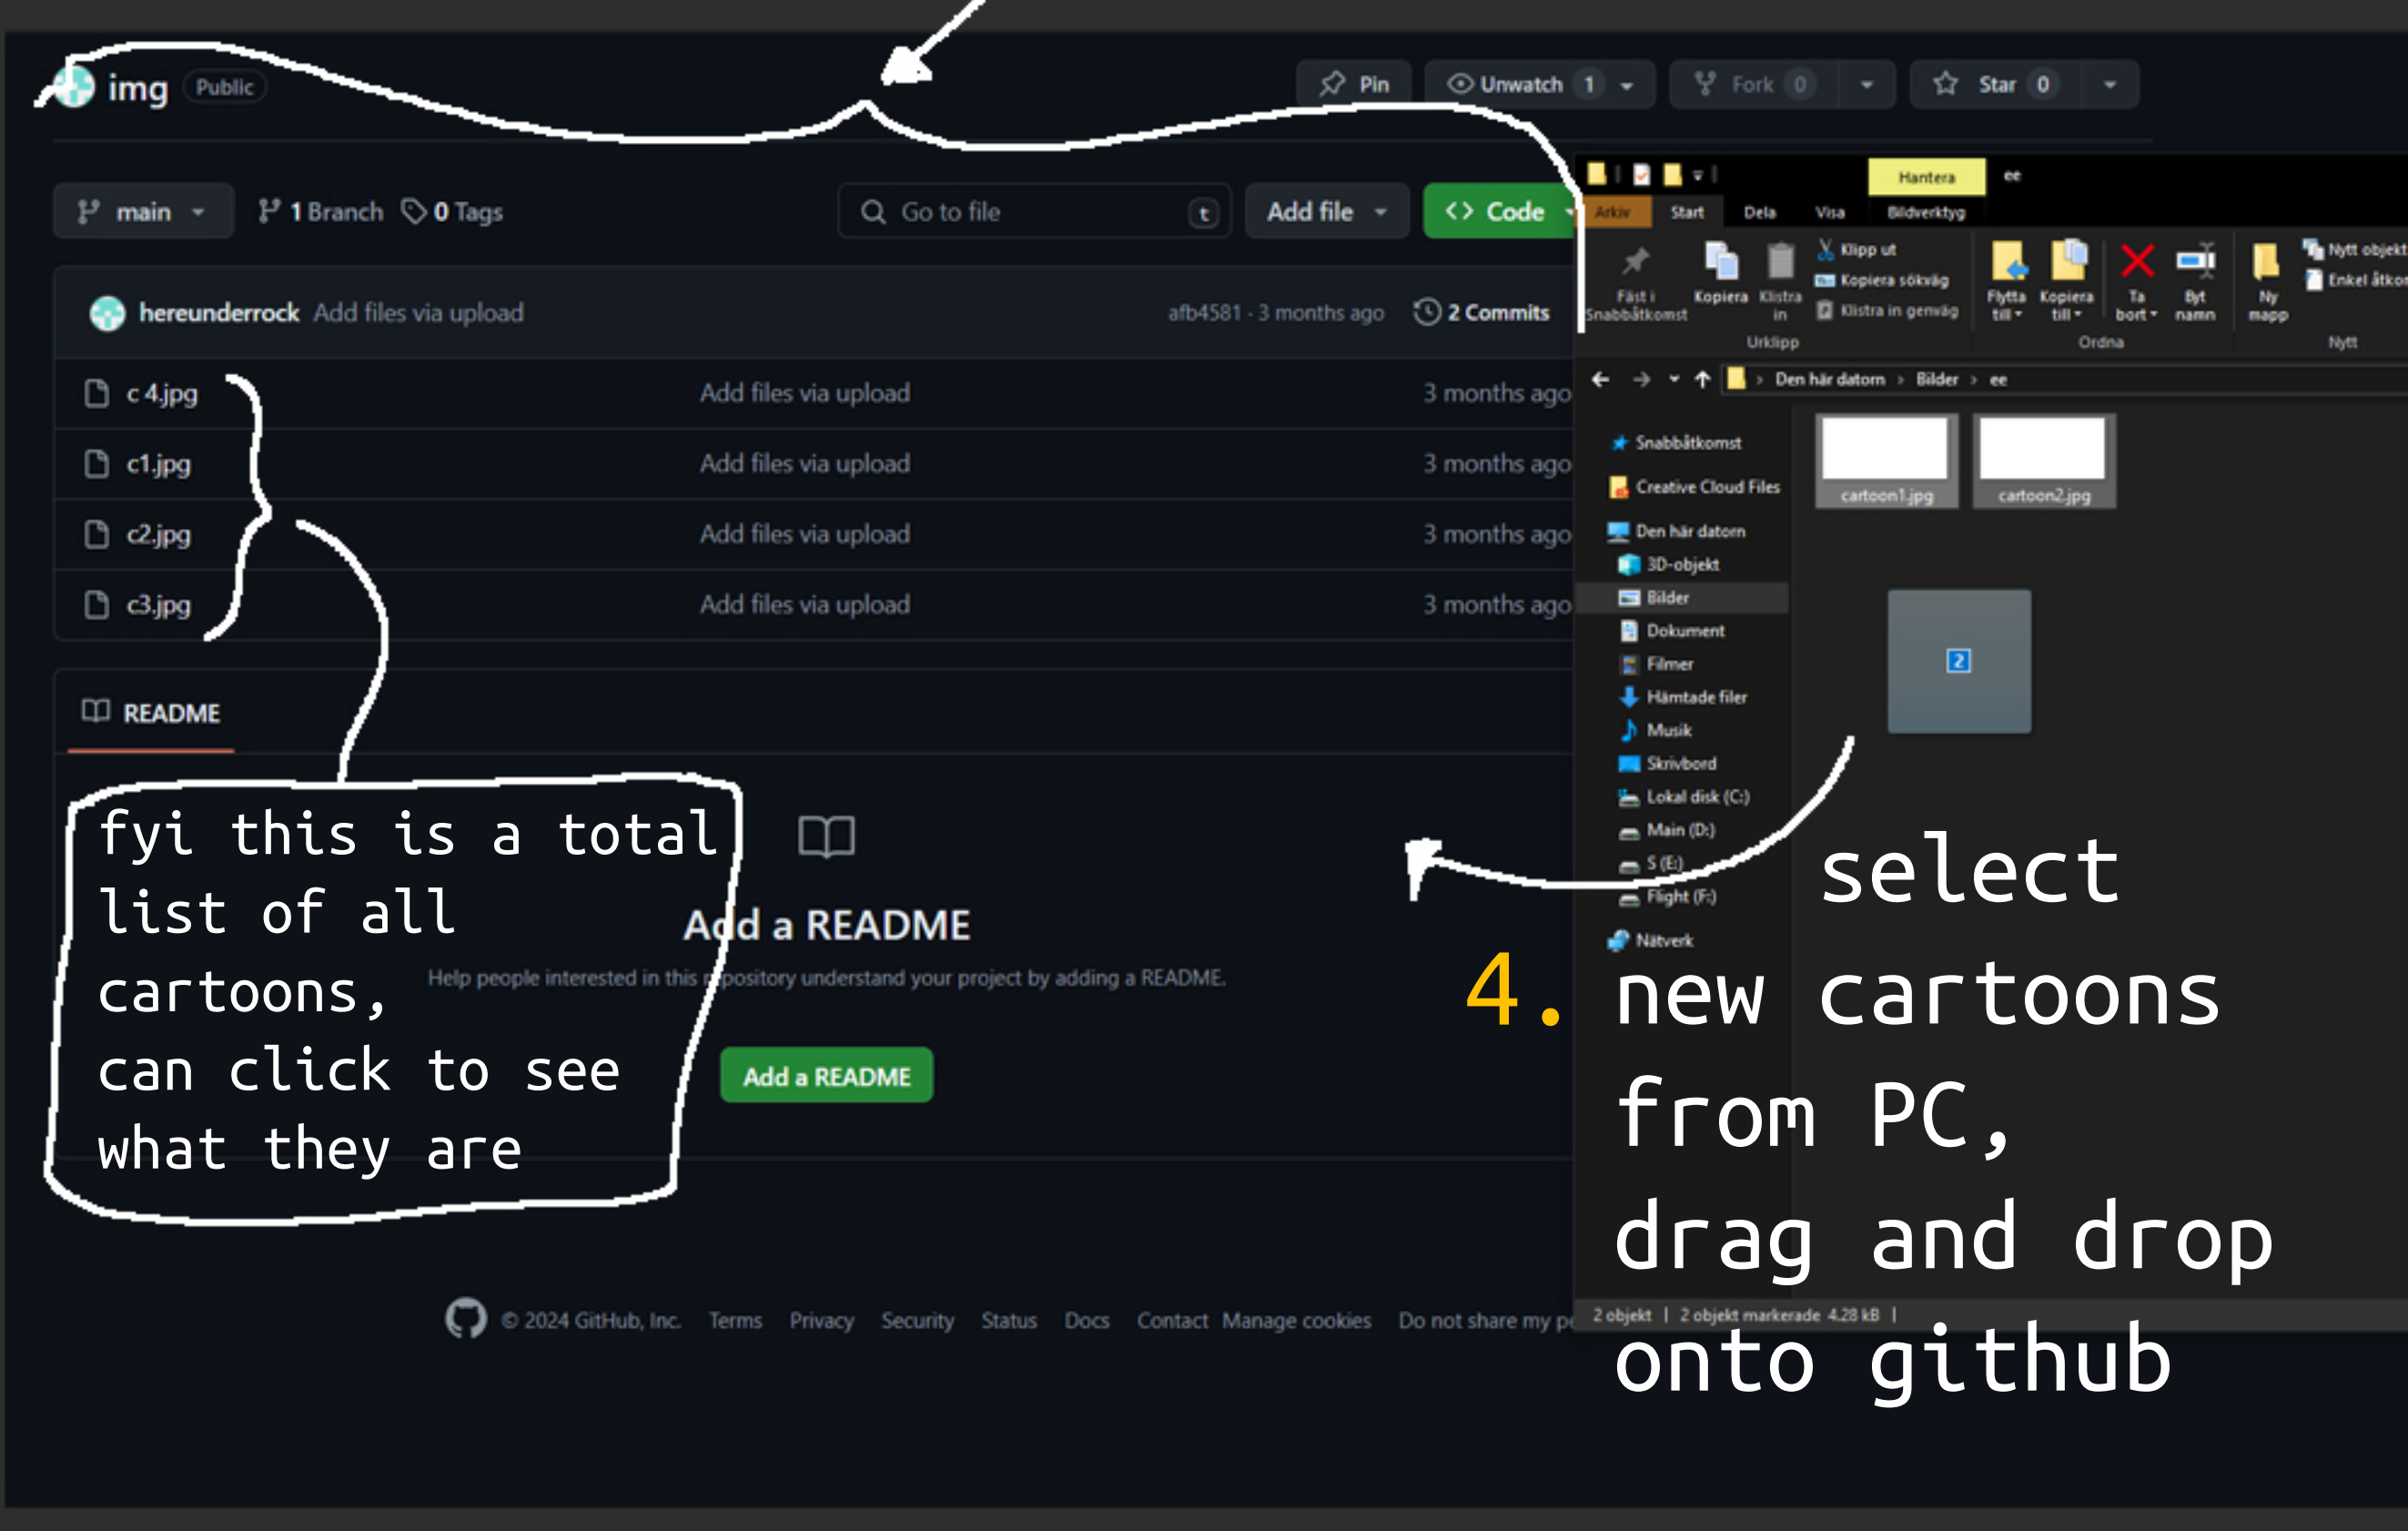 img Public
Pin
Unwatch 1
Fork 0
Star 0
main
1 Branch
0 Tags
Go to file t
Add file
Code
hereunderrock Add files via upload
afb4581 · 3 months ago
2 Commits
c 4.jpg Add files via upload 3 months ago
c1.jpg Add files via upload 3 months ago
c2.jpg Add files via upload 3 months ago
c3.jpg Add files via upload 3 months ago
README
Add a README
Help people interested in this repository understand your project by adding a README.
Add a README
fyi this is a total
list of all
cartoons,
can click to see
what they are
© 2024 GitHub, Inc. Terms Privacy Security Status Docs Contact Manage cookies Do not share my pe
Hantera ee
Arkiv Start Dela Visa Bildverktyg
Fäst i
Snabbåtkomst
Kopiera
Klistra
in
Klipp ut
Kopiera sökväg
Klistra in genväg
Urklipp
Flytta
till
Kopiera
till
Ta
bort
Byt
namn
Ordna
Ny
mapp
Nytt objekt
Enkel åtkom
Nytt
Den här datorn > Bilder > ee
Snabbåtkomst
Creative Cloud Files
Den här datorn
3D-objekt
Bilder
Dokument
Filmer
Hämtade filer
Musik
Skrivbord
Lokal disk (C:)
Main (D:)
S (E:)
Flight (F:)
Nätverk
cartoon1.jpg
cartoon2.jpg
2
2 objekt | 2 objekt markerade 4.28 kB |
select
4. new cartoons
from PC,
drag and drop
onto github